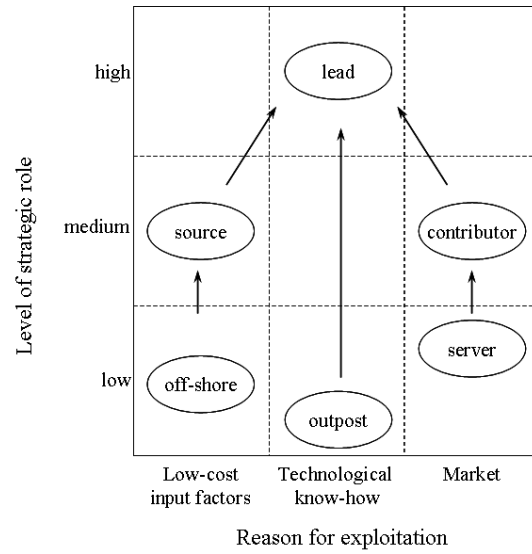 high
lead
Level of strategic role
medium
source
contributor
server
low
off-shore
outpost
Low-cost
input factors
Technological
know-how
Market
Reason for exploitation